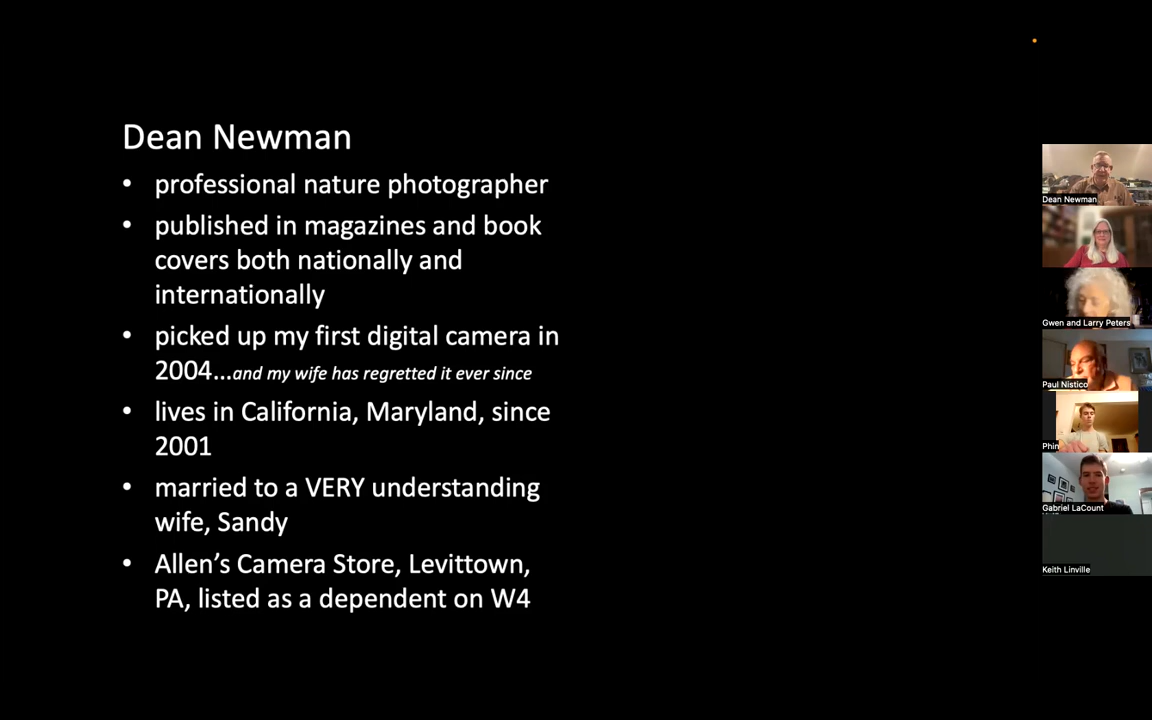 Dean Newman
• professional nature photographer
• published in magazines and book
covers both nationally and
internationally
• picked up my first digital camera in
2004...and my wife has regretted it ever since
• lives in California, Maryland, since
2001
• married to a VERY understanding
wife, Sandy
• Allen’s Camera Store, Levittown,
PA, listed as a dependent on W4
Dean Newman
Gwen and Larry Peters
Paul Nistico
Phin
Gabriel LaCount
Keith Linville